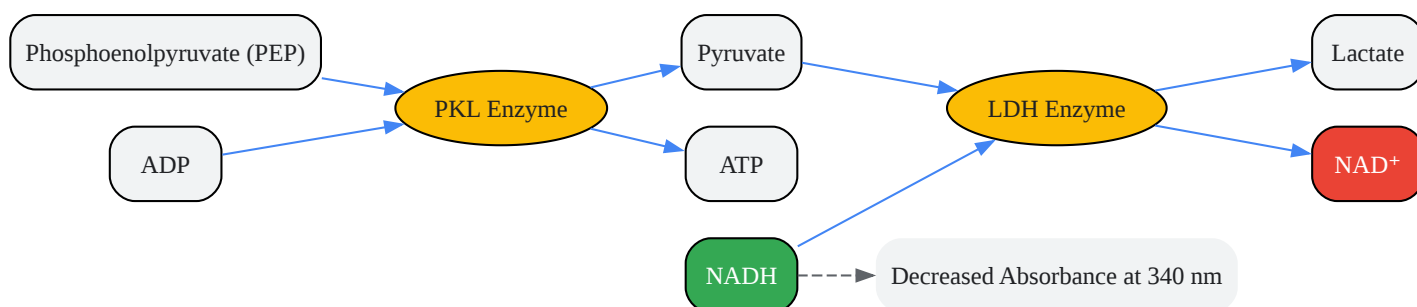 Phosphoenolpyruvate (PEP)
ADP
PKL Enzyme
Pyruvate
ATP
NADH
LDH Enzyme
Decreased Absorbance at 340 nm
Lactate
NAD⁺